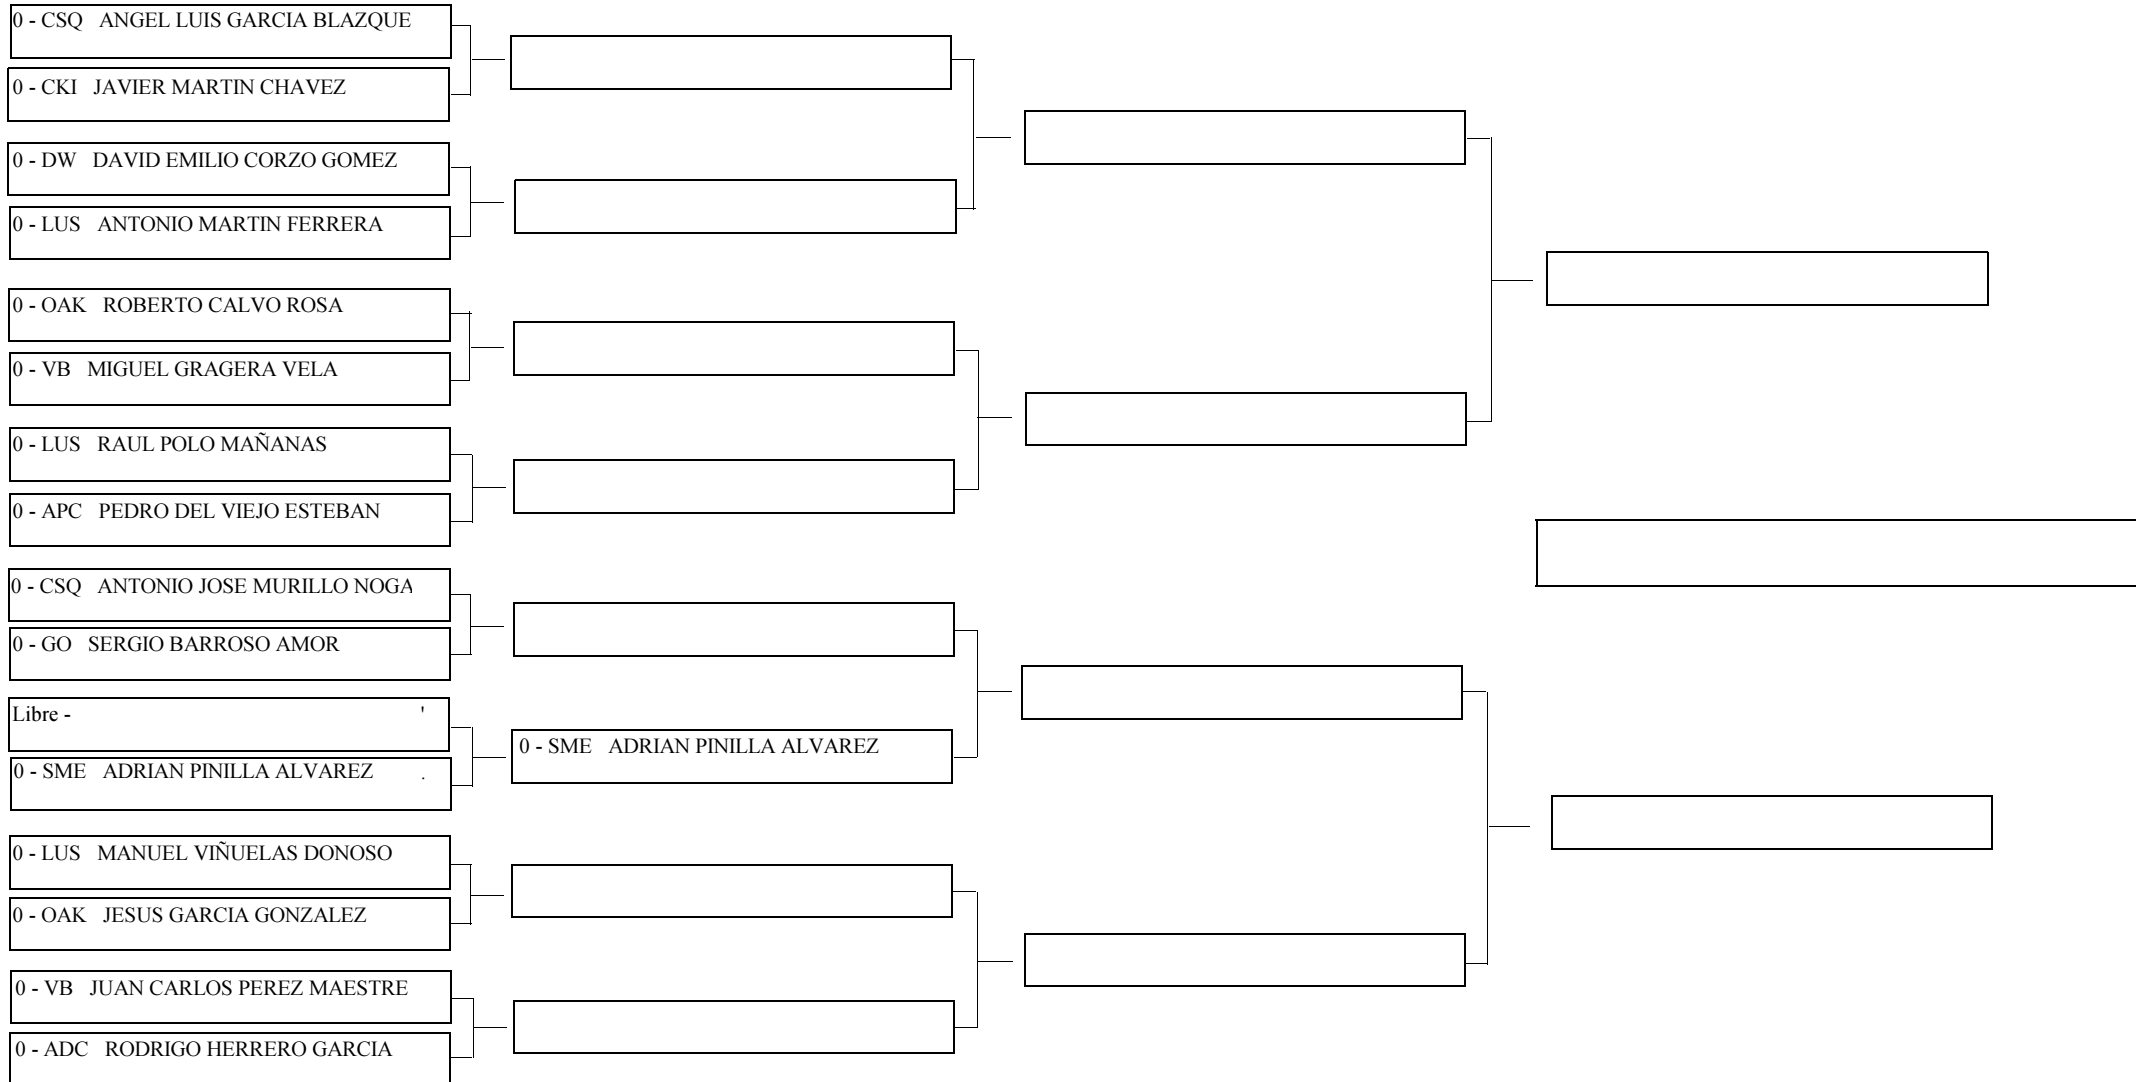 0 - CSQ ANGEL LUIS GARCIA BLAZQUE
0 - CKI JAVIER MARTIN CHAVEZ
0 - DW DAVID EMILIO CORZO GOMEZ
0 - LUS ANTONIO MARTIN FERRERA
0 - OAK ROBERTO CALVO ROSA
0 - VB MIGUEL GRAGERA VELA
0 - LUS RAUL POLO MAÑANAS
0 - APC PEDRO DEL VIEJO ESTEBAN
0 - CSQ ANTONIO JOSE MURILLO NOGA
0 - GO SERGIO BARROSO AMOR
Libre - '
0 - SME ADRIAN PINILLA ALVAREZ .
0 - SME ADRIAN PINILLA ALVAREZ
0 - LUS MANUEL VIÑUELAS DONOSO
0 - OAK JESUS GARCIA GONZALEZ
0 - VB JUAN CARLOS PEREZ MAESTRE
0 - ADC RODRIGO HERRERO GARCIA